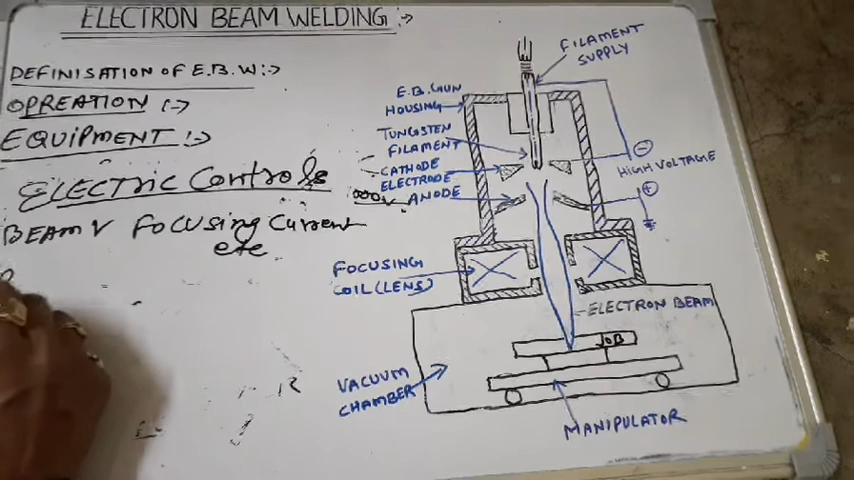 ELECTRON BEAM WELDING :->
DEFINISATION OF E.B.W :->
OPREATION :->
EQUIPMENT :->
ELECTRIC Controls
BEAM V FOCUSING Current
etc
FILAMENT
SUPPLY
E.B. GUN
HOUSING
TUNGSTEN
FILAMENT
CATHODE
ELECTRODE
ANODE
HIGH VOLTAGE
FOCUSING
COIL (LENS)
ELECTRON BEAM
JOB
VACUUM
CHAMBER
MANIPULATOR